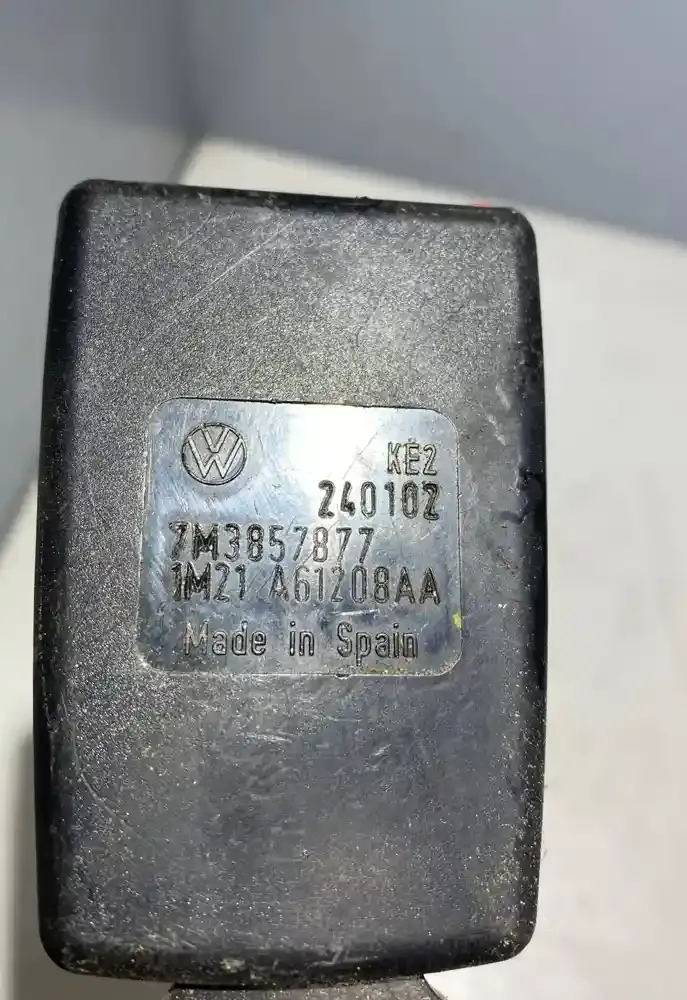 KE2
240102
7M3857877
1M21 A61208AA
Made in Spain